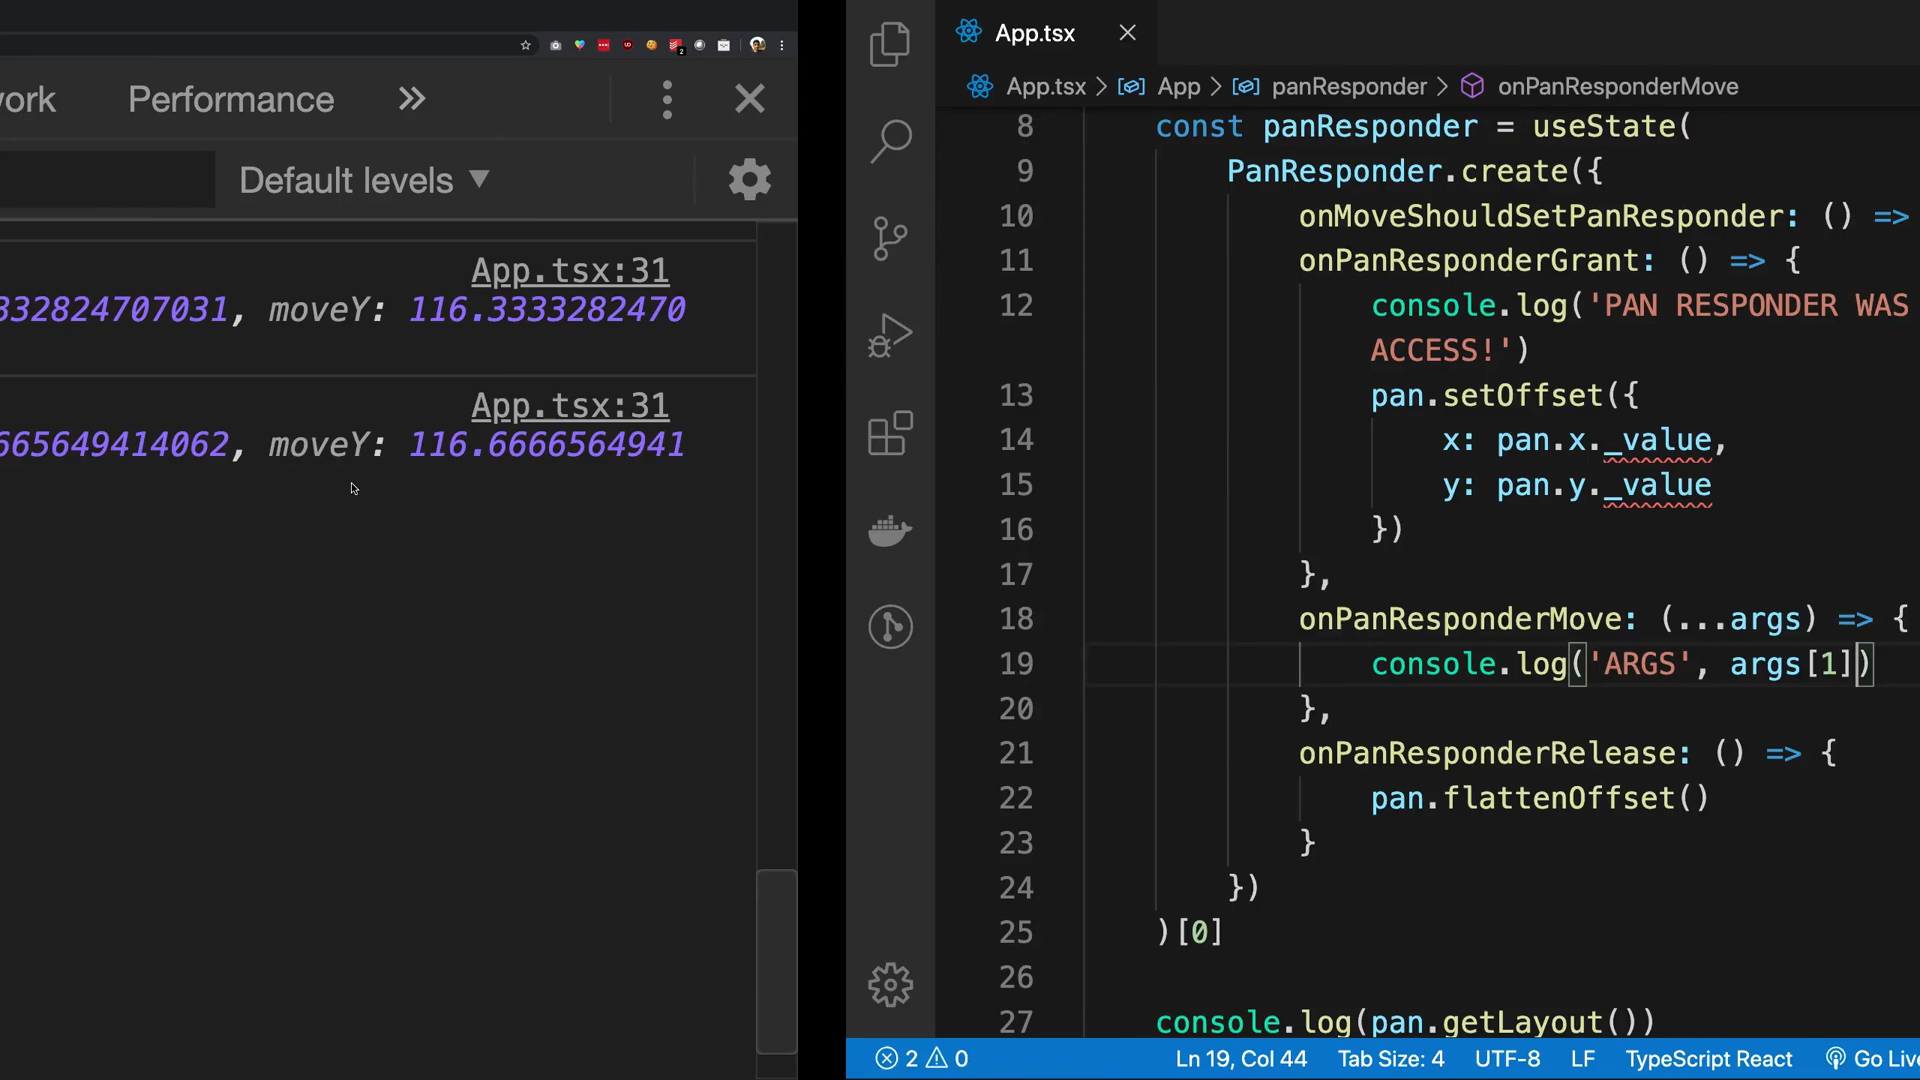 ork
Performance
Default levels ▼
App.tsx:31
332824707031, moveY: 116.3333282470
App.tsx:31
665649414062, moveY: 116.6666564941
App.tsx
App.tsx > App > panResponder > onPanResponderMove
8 const panResponder = useState(
9 PanResponder.create({
10 onMoveShouldSetPanResponder: () =>
11 onPanResponderGrant: () => {
12 console.log('PAN RESPONDER WAS
ACCESS!')
13 pan.setOffset({
14 x: pan.x._value,
15 y: pan.y._value
16 })
17 },
18 onPanResponderMove: (...args) => {
19 console.log('ARGS', args[1])
20 },
21 onPanResponderRelease: () => {
22 pan.flattenOffset()
23 }
24 })
25 )[0]
26
27 console.log(pan.getLayout())
2 0 Ln 19, Col 44 Tab Size: 4 UTF-8 LF TypeScript React Go Live